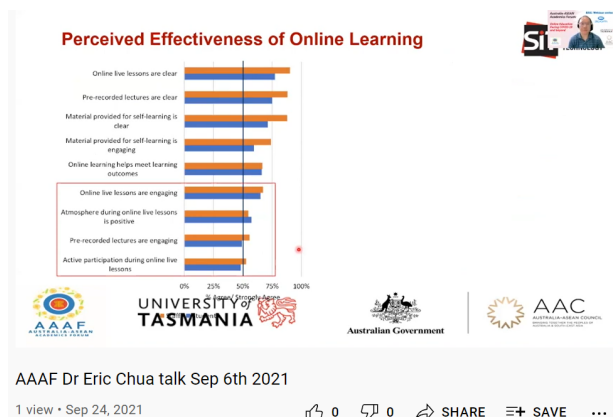 Perceived Effectiveness of Online Learning
Online live lessons are clear
Pre-recorded lectures are clear
Material provided for self-learning is
clear
Material provided for self-learning is
engaging
Online learning helps meet learning
outcomes
Online live lessons are engaging
Atmosphere during online live lessons
is positive
Pre-recorded lectures are engaging
Active participation during online live
lessons
0% 25% 50% 75% 100%
% Agree/ Strongly Agree
AAAF
AUSTRALIA-ASEAN
ACADEMICS FORUM
UNIVERSITY of
TASMANIA
Australian Government
AAC
AUSTRALIA-ASEAN COUNCIL
AAAF Dr Eric Chua talk Sep 6th 2021
1 view • Sep 24, 2021
0
0
SHARE
SAVE